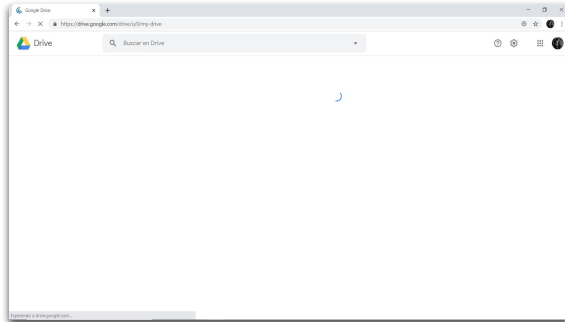 Google Drive
https://drive.google.com/drive/u/0/my-drive
Drive
Buscar en Drive
Esperando a drive.google.com...